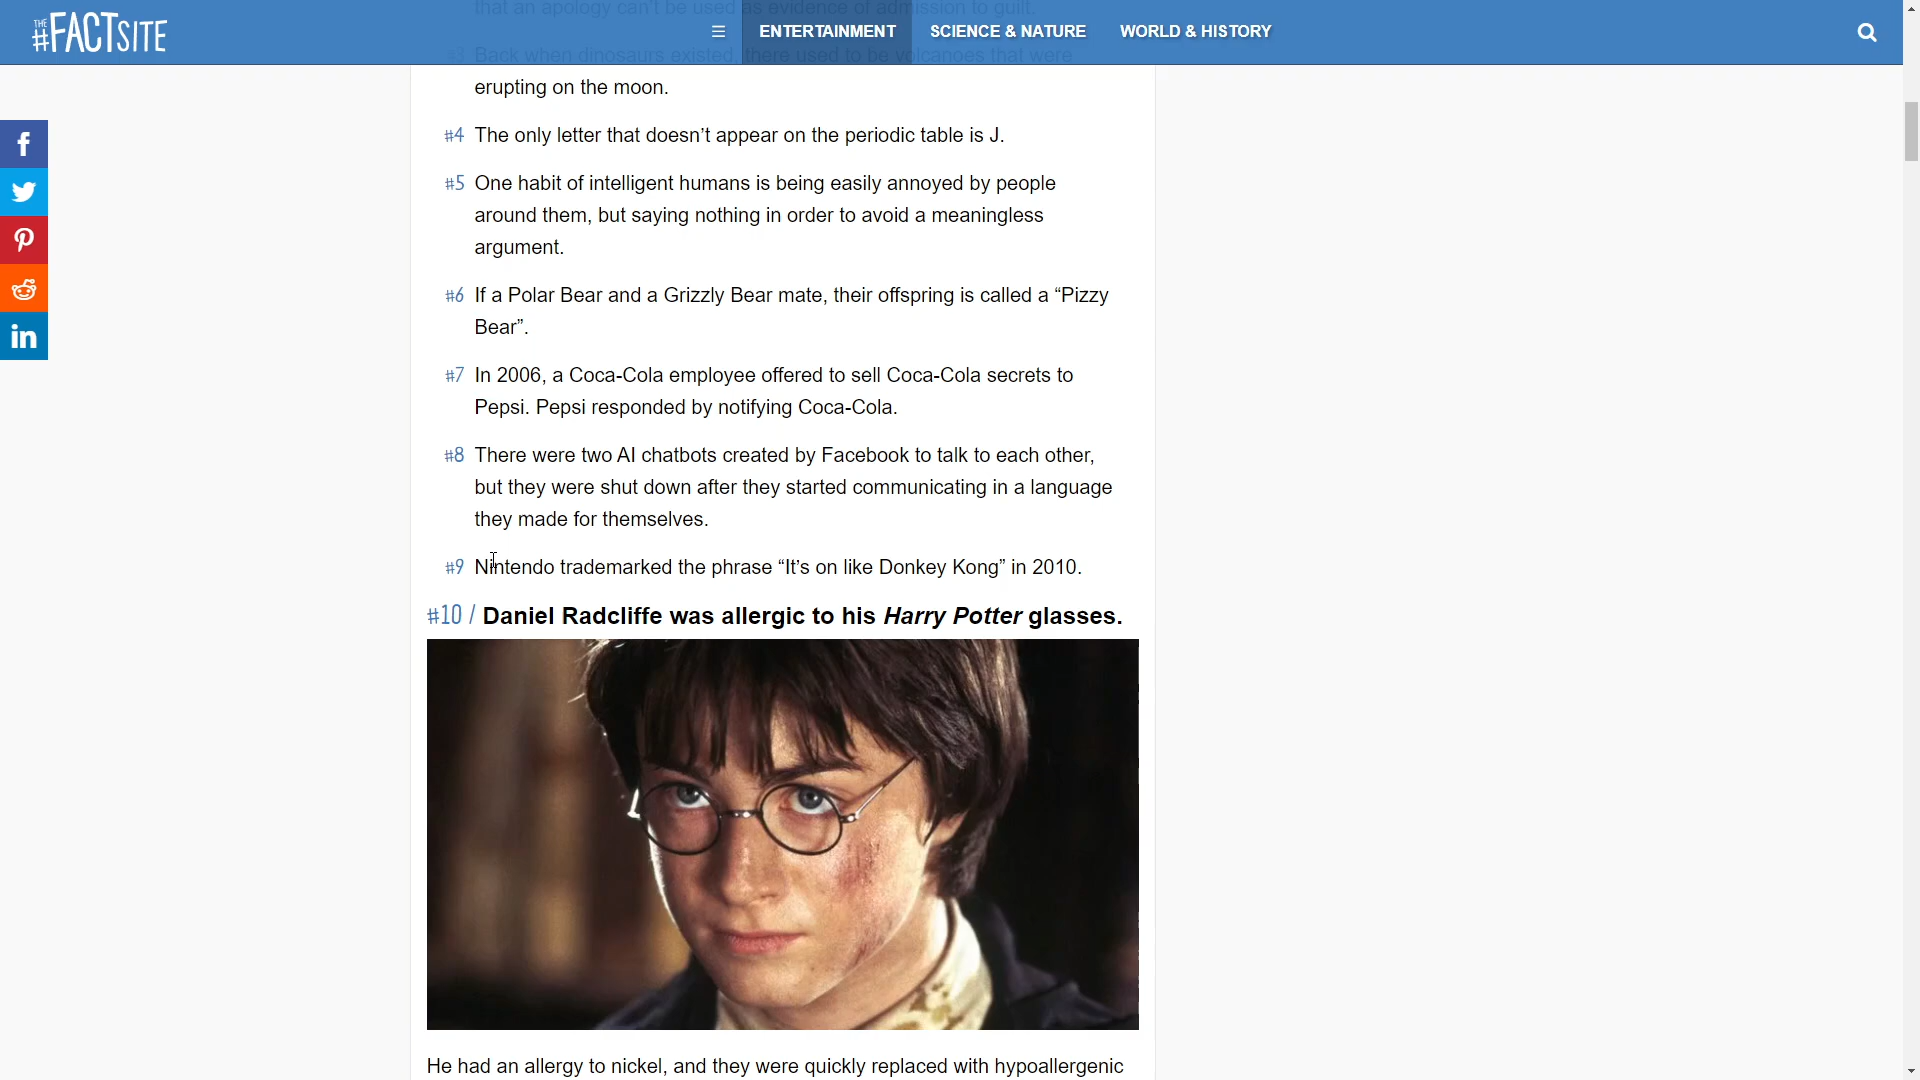 THE
#FACTSITE
☰ ENTERTAINMENT SCIENCE & NATURE WORLD & HISTORY
that an apology can't be used as evidence of admission to guilt.
#3 Back when dinosaurs existed, there used to be volcanoes that were
erupting on the moon.
#4 The only letter that doesn’t appear on the periodic table is J.
#5 One habit of intelligent humans is being easily annoyed by people
around them, but saying nothing in order to avoid a meaningless
argument.
#6 If a Polar Bear and a Grizzly Bear mate, their offspring is called a “Pizzy
Bear”.
#7 In 2006, a Coca-Cola employee offered to sell Coca-Cola secrets to
Pepsi. Pepsi responded by notifying Coca-Cola.
#8 There were two AI chatbots created by Facebook to talk to each other,
but they were shut down after they started communicating in a language
they made for themselves.
#9 Nintendo trademarked the phrase “It’s on like Donkey Kong” in 2010.
#10 / Daniel Radcliffe was allergic to his Harry Potter glasses.
He had an allergy to nickel, and they were quickly replaced with hypoallergenic